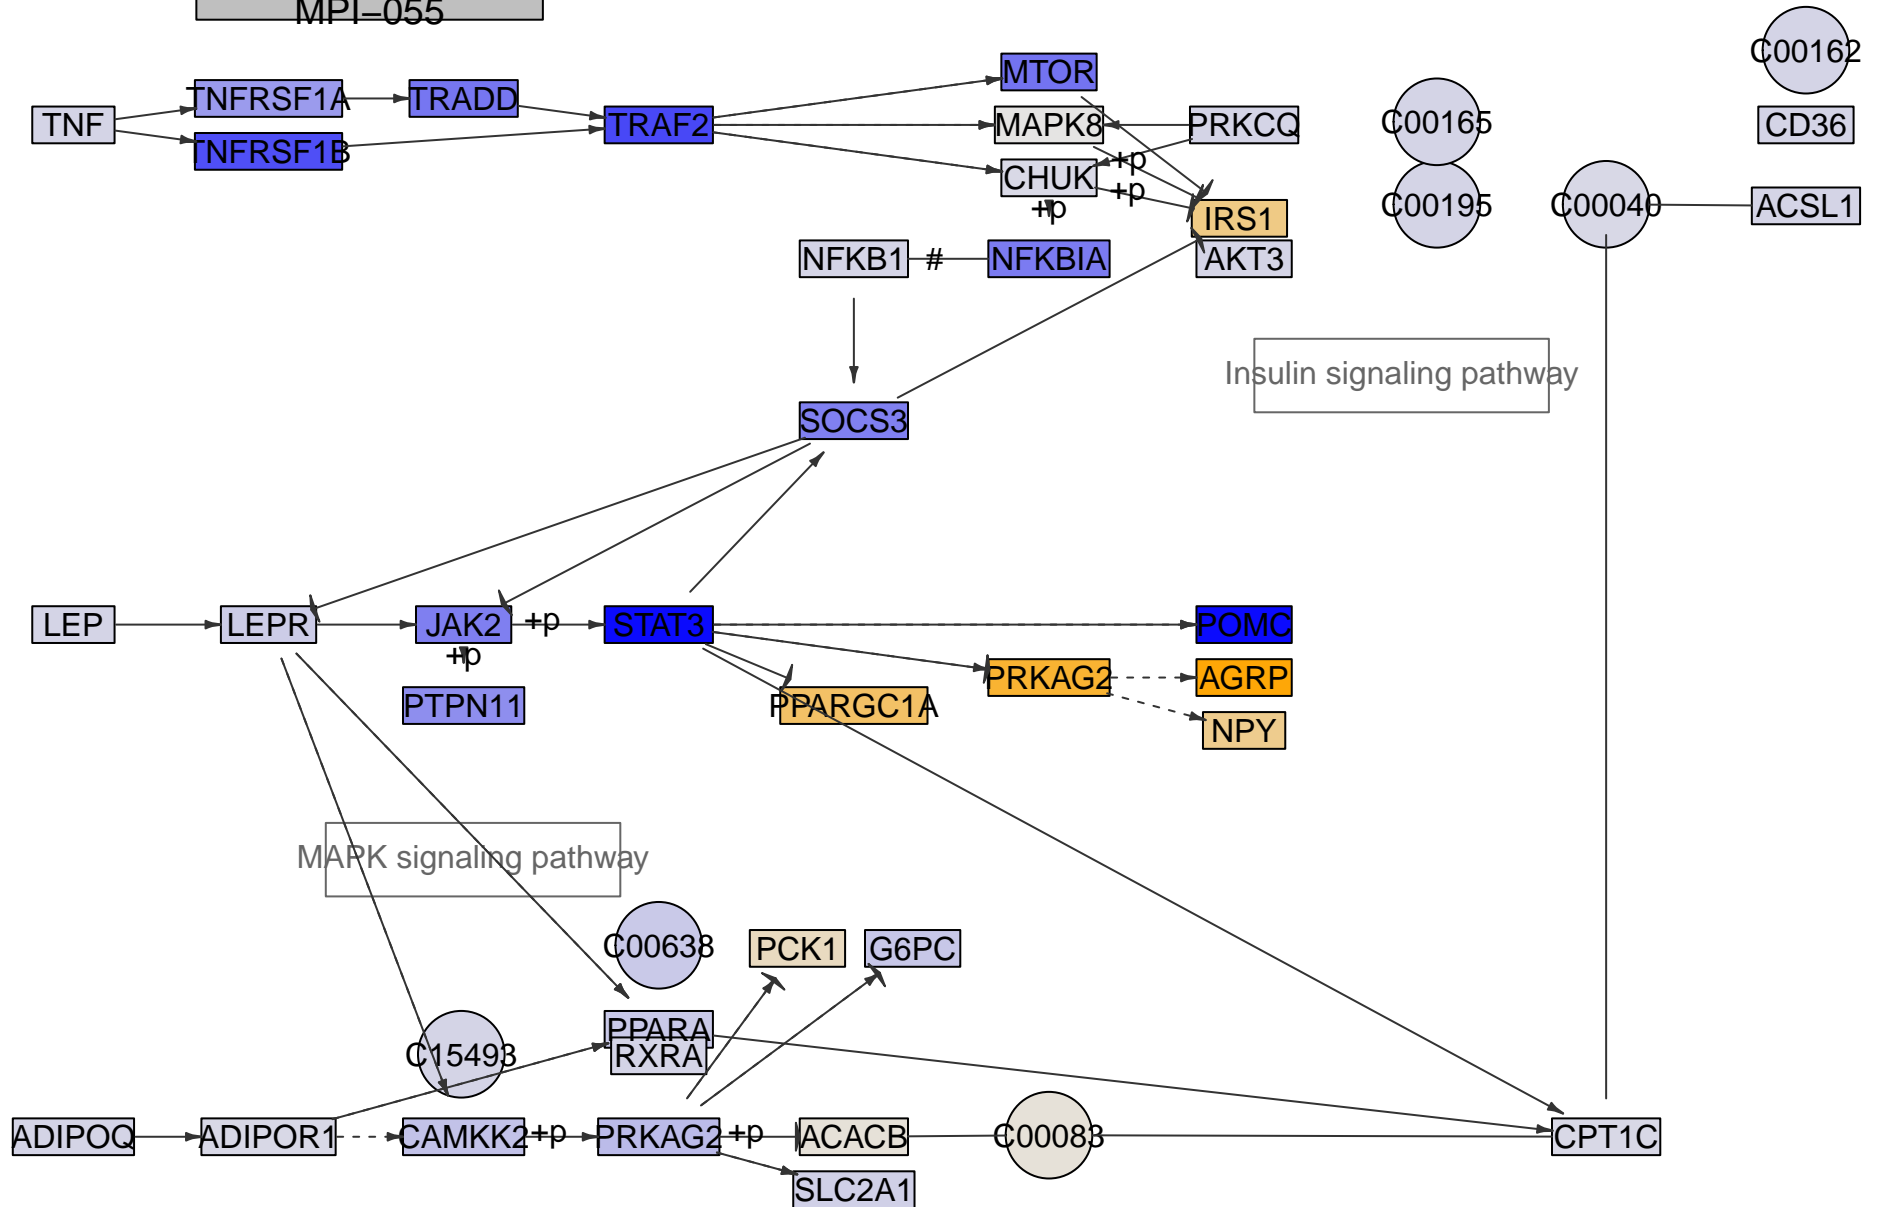 MPI−055
C00162
MTOR
TNFRSF1A
TRADD
TNF
TRAF2
MAPK8
PRKCQ
C00165
CD36
TNFRSF1B
+p
CHUK
+p
+p
IRS1
C00195
C00040
ACSL1
NFKB1
#
NFKBIA
AKT3
Insulin signaling pathway
SOCS3
LEP
LEPR
JAK2
+p
STAT3
POMC
+p
PRKAG2
AGRP
PTPN11
PPARGC1A
NPY
MAPK signaling pathway
C00638
PCK1
G6PC
PPARA
C15493
RXRA
ADIPOQ
ADIPOR1
CAMKK2
+p
PRKAG2
+p
ACACB
C00083
CPT1C
SLC2A1